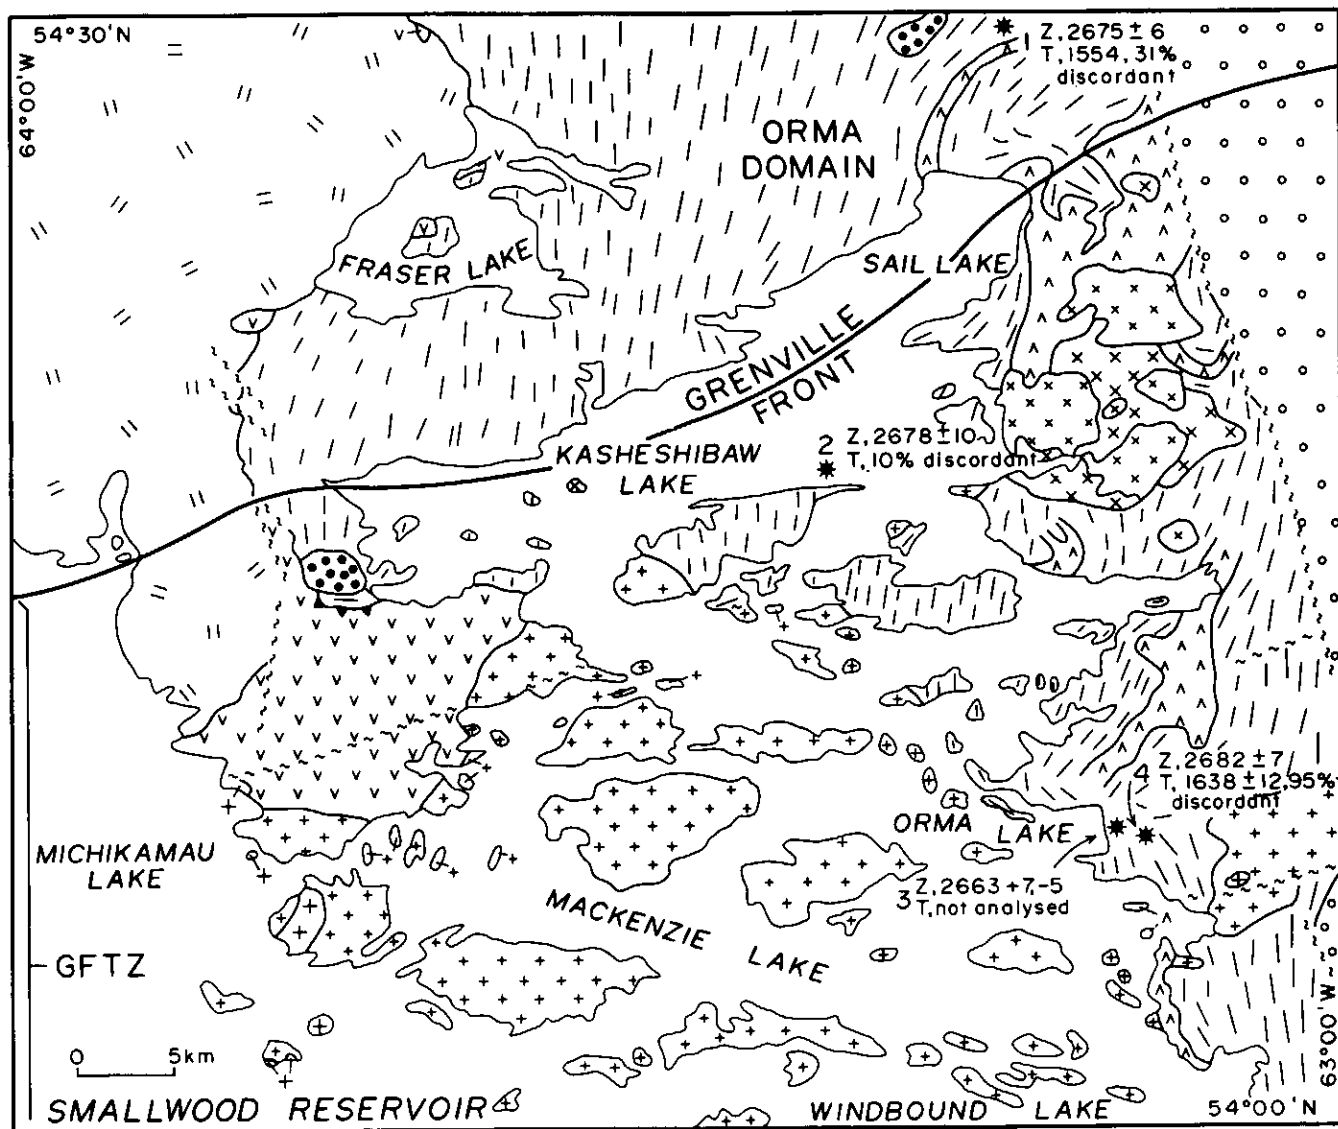 54°30'N
64°00'W
Z, 2675 ± 6
T, 1554, 31%
discordant
ORMA
DOMAIN
FRASER LAKE
SAIL LAKE
GRENVILLE
FRONT
KASHESHIBAW
LAKE
2
Z, 2678 ± 10
T, 10% discordant
4
Z, 2682 ± 7
T, 1638 ± 12, 95%
discordant
ORMA LAKE
3
Z, 2663 +7,-5
T, not analysed
MICHIKAMAU
LAKE
MACKENZIE LAKE
GFTZ
0 5km
SMALLWOOD RESERVOIR
WINDBOUND LAKE
54°00'N
63°00'W